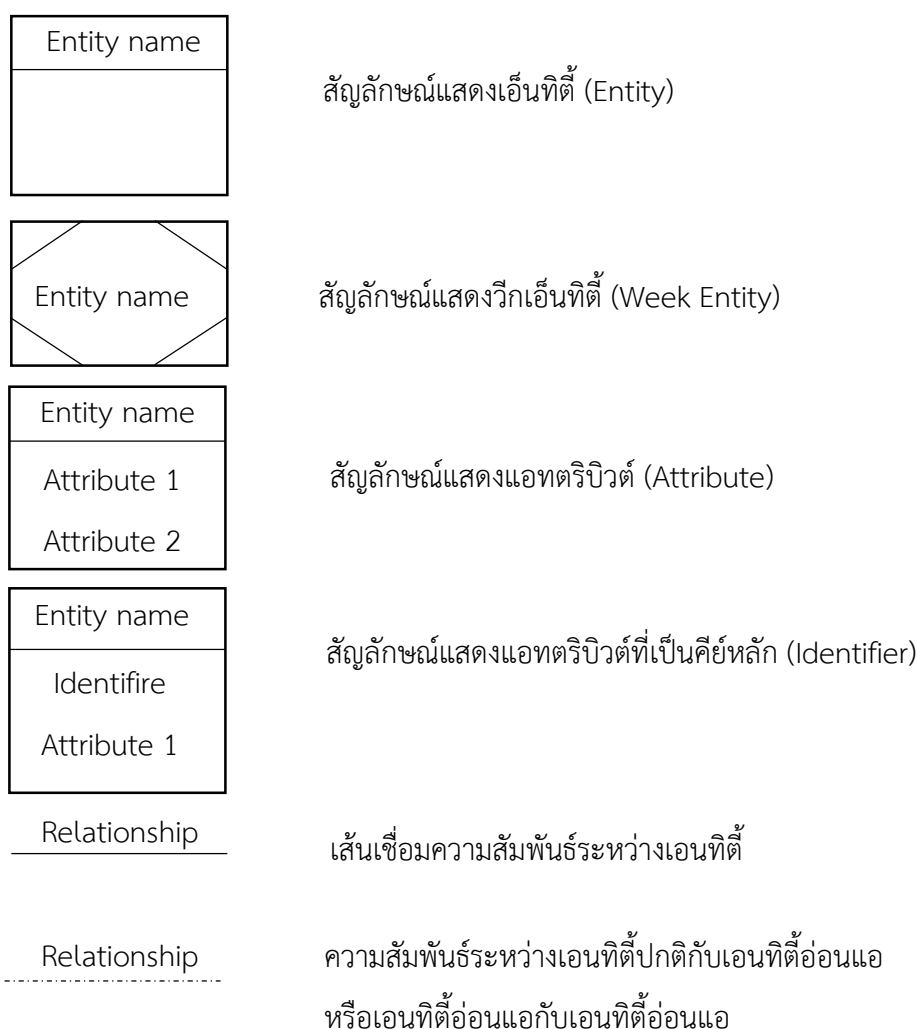 Entity name
สัญลักษณ์แสดงเอ็นทิตี้ (Entity)
Entity name
สัญลักษณ์แสดงวีกเอ็นทิตี้ (Week Entity)
Entity name
Attribute 1
Attribute 2
สัญลักษณ์แสดงแอทตริบิวต์ (Attribute)
Entity name
Identifire
Attribute 1
สัญลักษณ์แสดงแอทตริบิวต์ที่เป็นคีย์หลัก (Identifier)
Relationship
เส้นเชื่อมความสัมพันธ์ระหว่างเอนทิตี้
Relationship
ความสัมพันธ์ระหว่างเอนทิตี้ปกติกับเอนทิตี้อ่อนแอ
หรือเอนทิตี้อ่อนแอกับเอนทิตี้อ่อนแอ